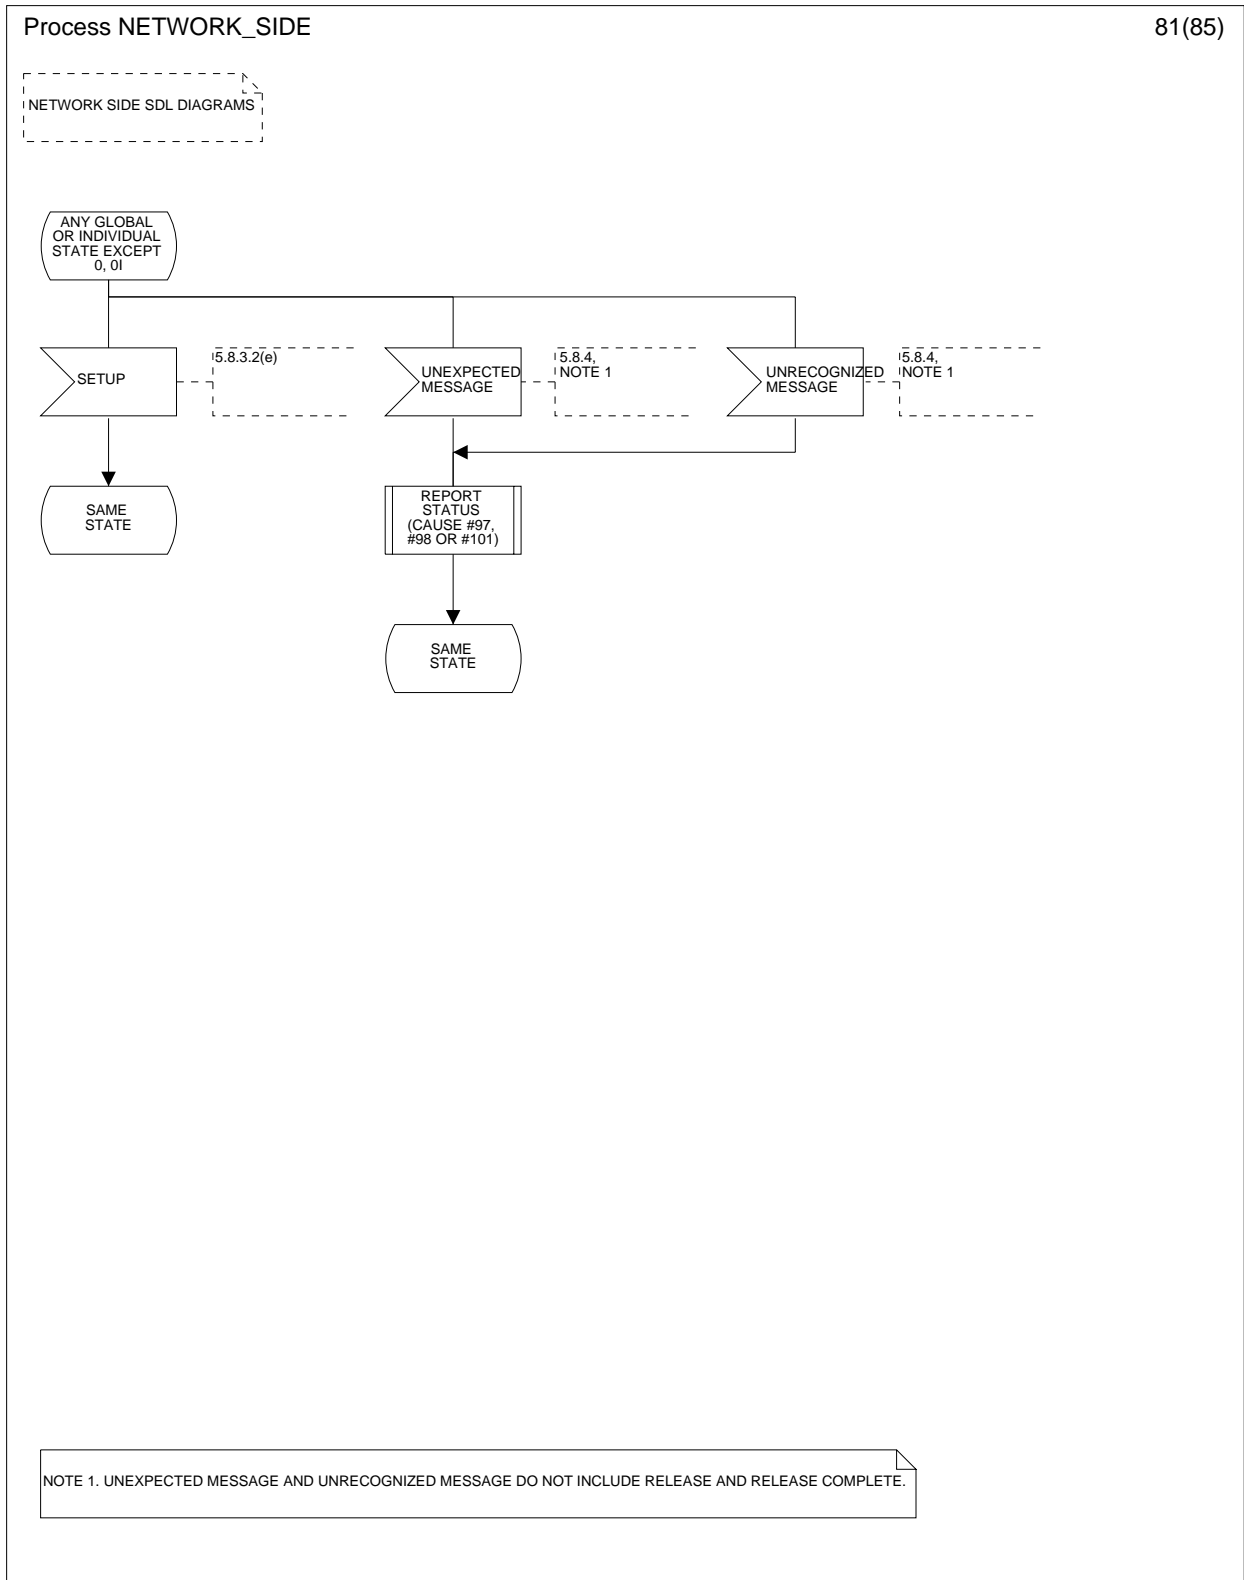 Process NETWORK_SIDE
81(85)
NETWORK SIDE SDL DIAGRAMS
ANY GLOBAL
OR INDIVIDUAL
STATE EXCEPT
0, 0I
SETUP
5.8.3.2(e)
UNEXPECTED
MESSAGE
5.8.4,
NOTE 1
UNRECOGNIZED
MESSAGE
5.8.4,
NOTE 1
SAME
STATE
REPORT
STATUS
(CAUSE #97,
#98 OR #101)
SAME
STATE
NOTE 1. UNEXPECTED MESSAGE AND UNRECOGNIZED MESSAGE DO NOT INCLUDE RELEASE AND RELEASE COMPLETE.